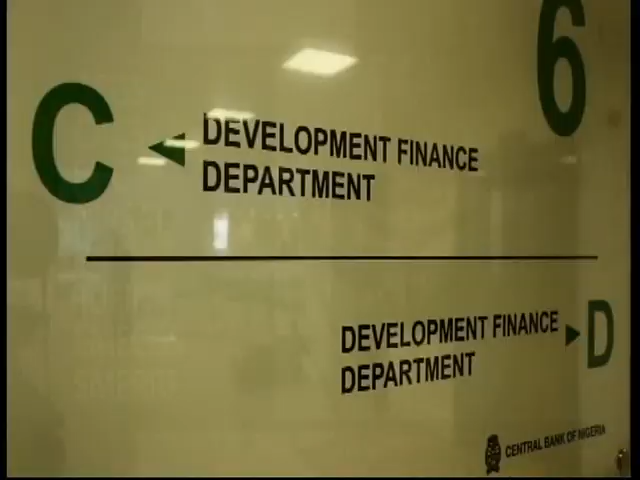 6
C
DEVELOPMENT FINANCE
DEPARTMENT
DEVELOPMENT FINANCE
DEPARTMENT
D
CENTRAL BANK OF NIGERIA